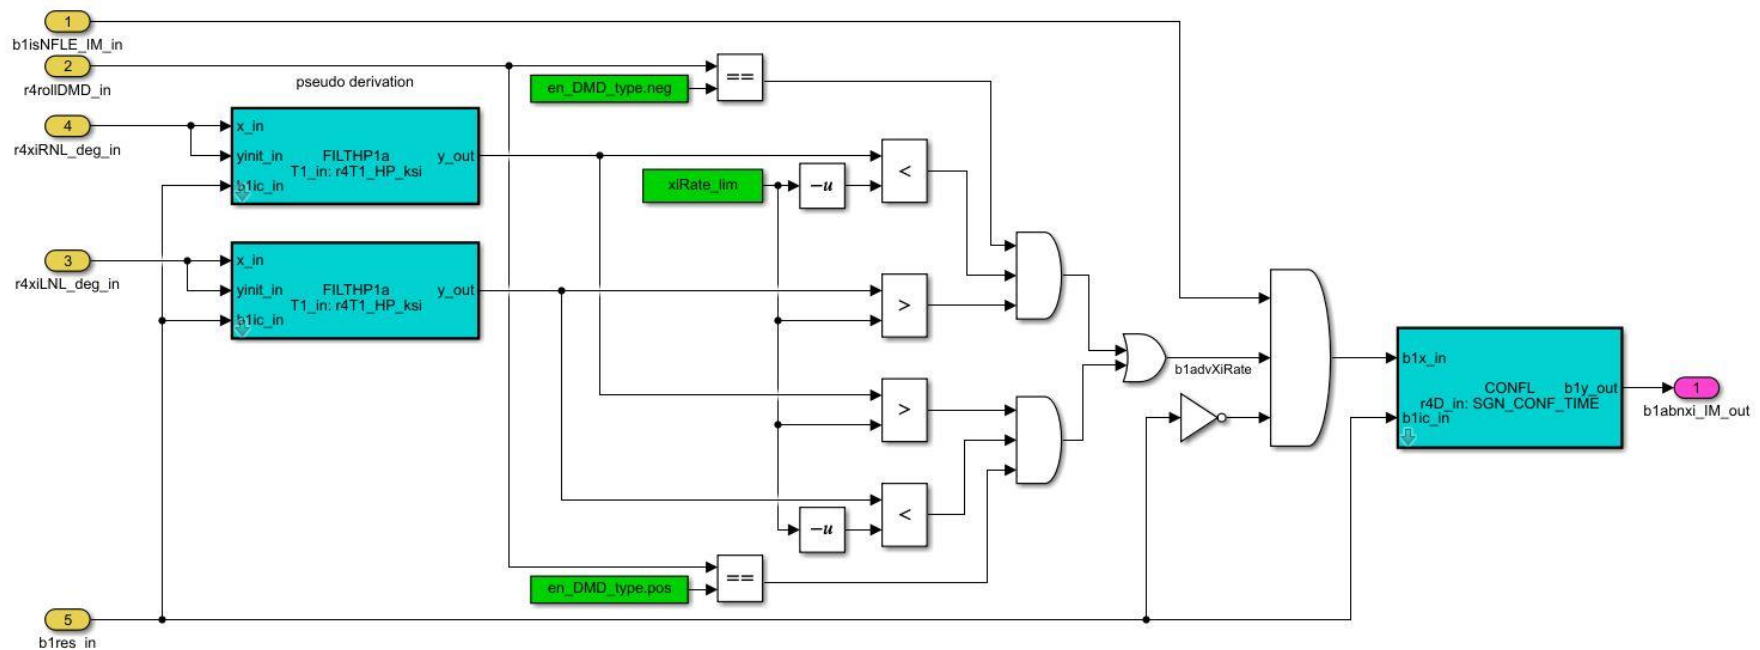 1
b1isNFLE_IM_in
2
r4rollDMD_in
pseudo derivation
en_DMD_type.neg
==
4
r4xiRNL_deg_in
x_in
yinit_in
b1ic_in
FILTHP1a
T1_in: r4T1_HP_ksi
y_out
xiRate_lim
-u
<
3
r4xiLNL_deg_in
x_in
yinit_in
b1ic_in
FILTHP1a
T1_in: r4T1_HP_ksi
y_out
>
>
-u
<
b1advXiRate
b1x_in
b1ic_in
CONFL
r4D_in: SGN_CONF_TIME
b1y_out
1
b1abnxi_IM_out
en_DMD_type.pos
==
5
b1res_in